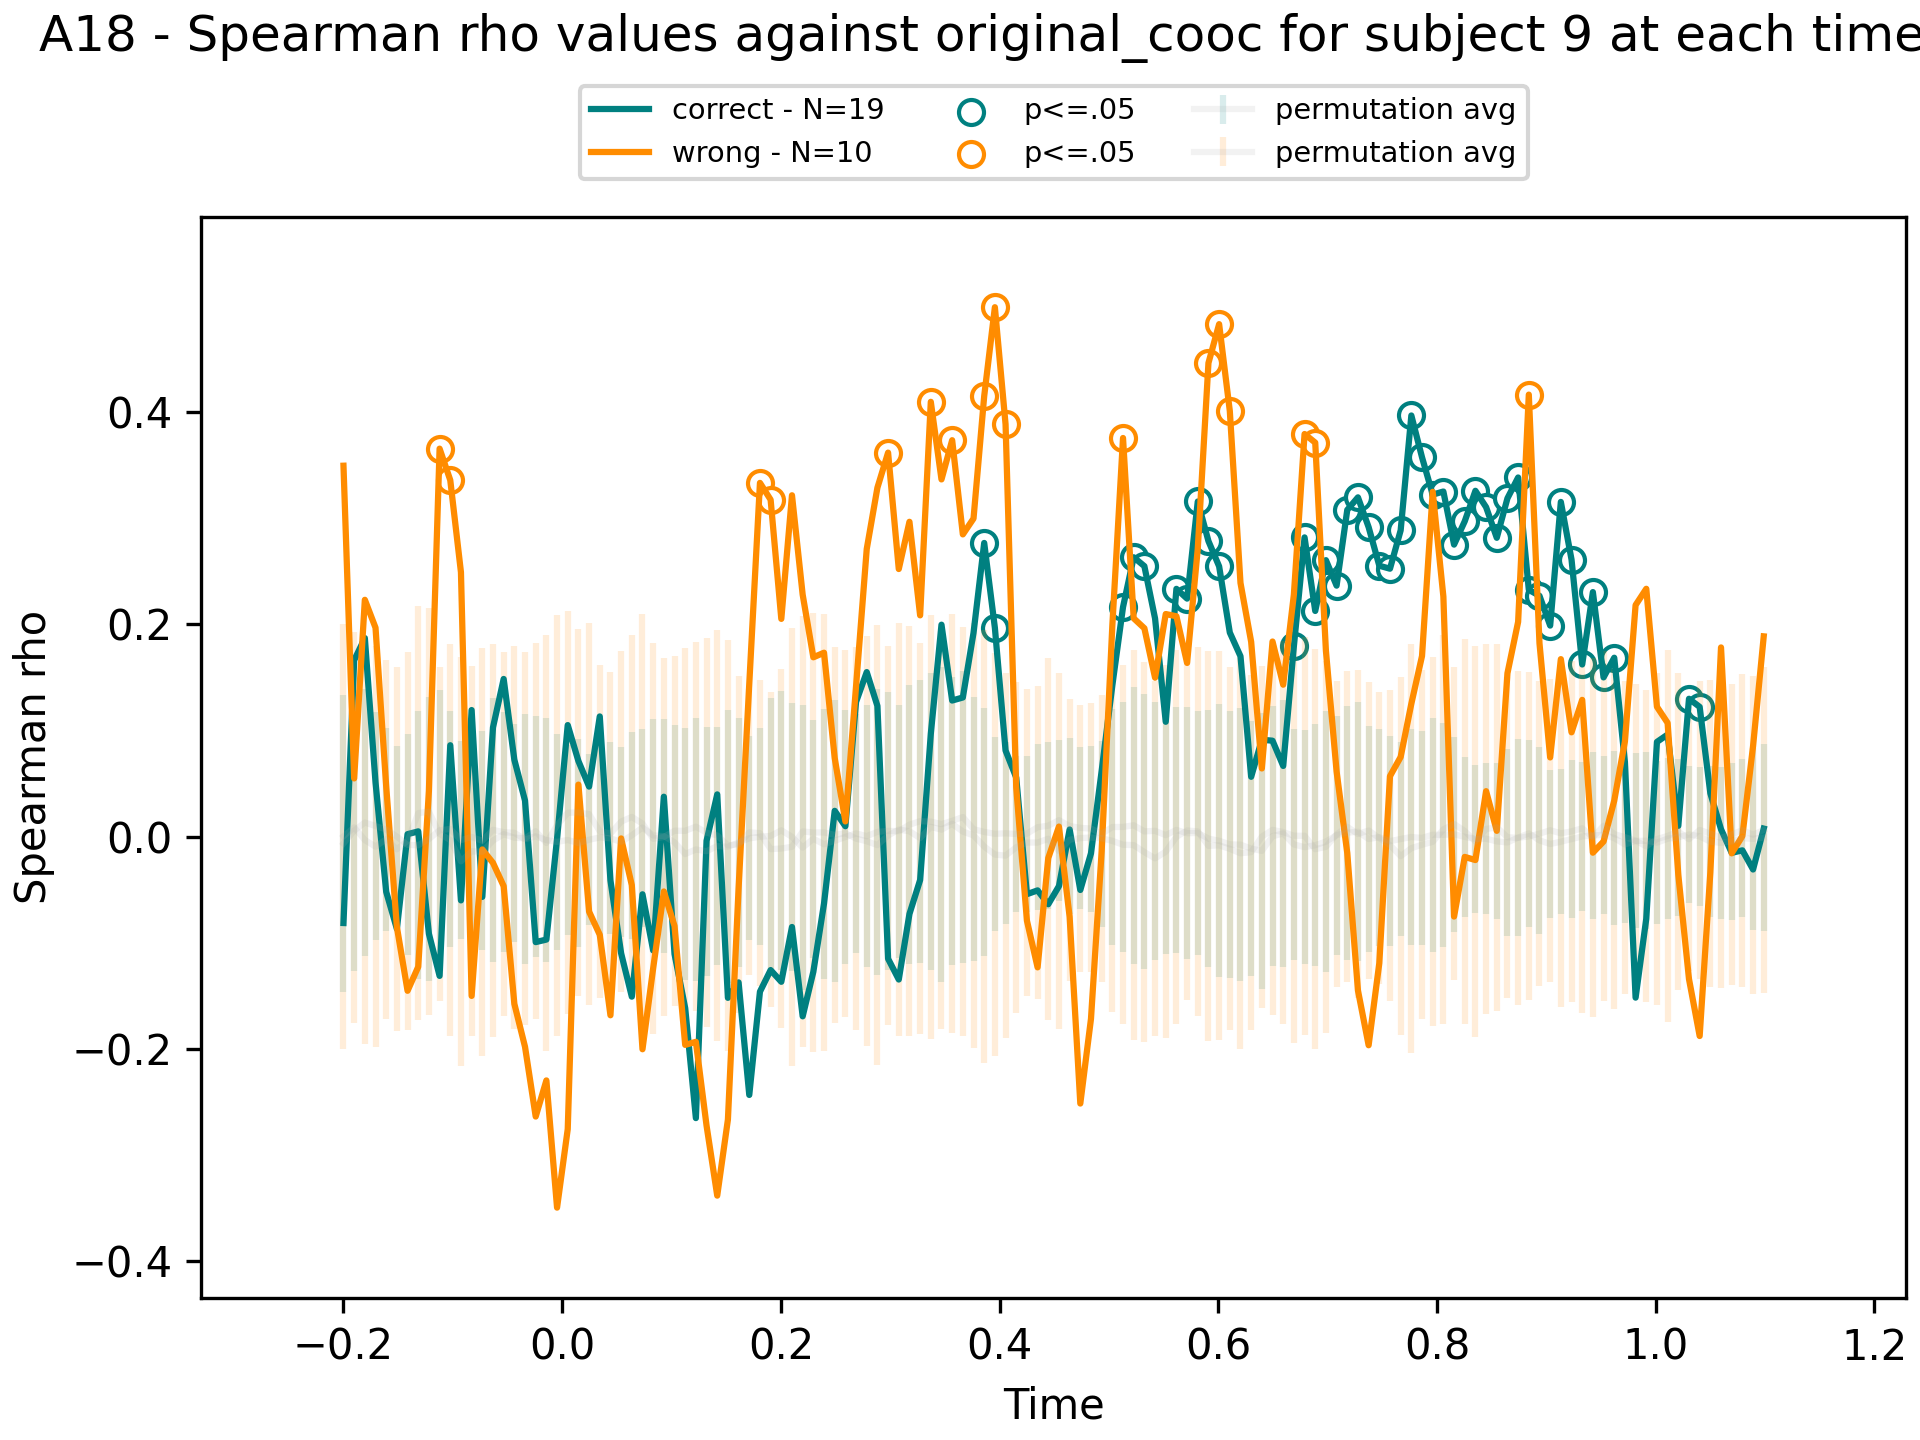 A18 - Spearman rho values against original_cooc for subject 9 at each time
correct - N=19
wrong - N=10
p<=.05
p<=.05
permutation avg
permutation avg
Spearman rho
0.4
0.2
0.0
−0.2
−0.4
−0.2
0.0
0.2
0.4
0.6
0.8
1.0
1.2
Time